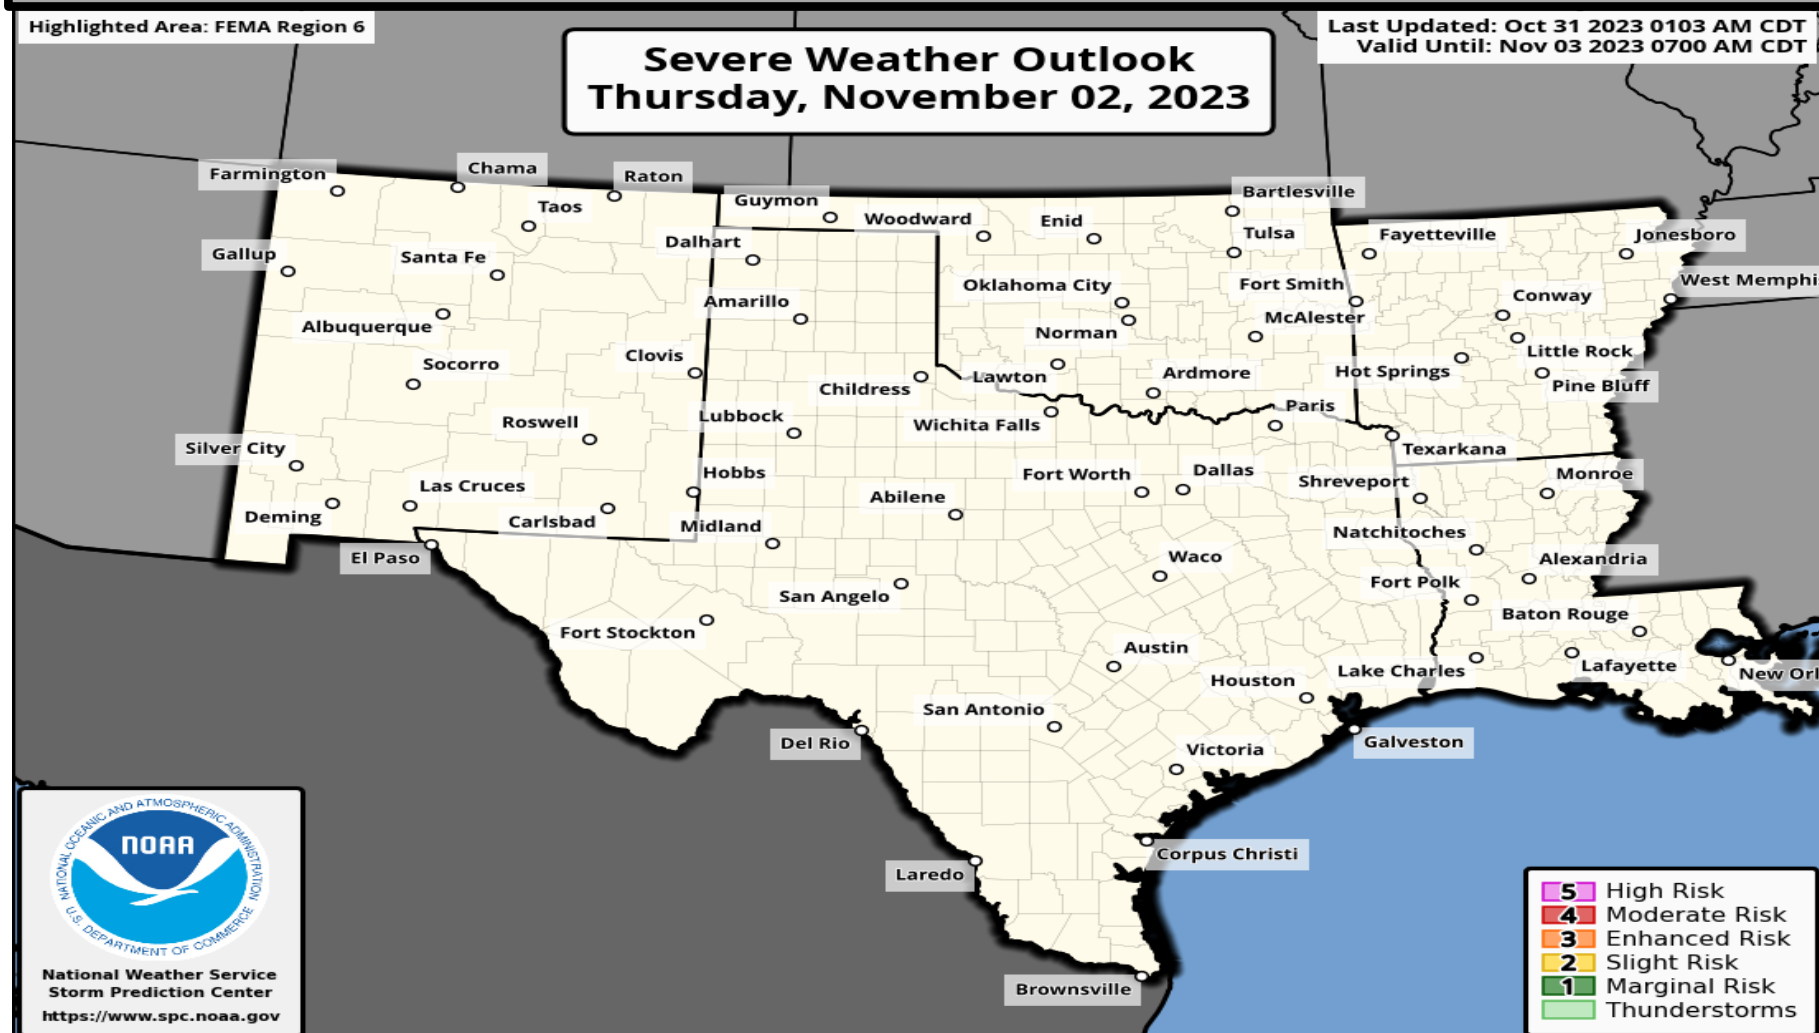 Highlighted Area: FEMA Region 6
Severe Weather Outlook
Thursday, November 02, 2023
Last Updated: Oct 31 2023 0103 AM CDT
Valid Until: Nov 03 2023 0700 AM CDT
Farmington
Chama
Raton
Taos
Guymon
Woodward
Enid
Bartlesville
Tulsa
Fayetteville
Jonesboro
Gallup
Santa Fe
Dalhart
Oklahoma City
Fort Smith
Conway
West Memphi
Albuquerque
Amarillo
Norman
McAlester
Little Rock
Socorro
Clovis
Childress
Lawton
Ardmore
Hot Springs
Pine Bluff
Roswell
Lubbock
Wichita Falls
Paris
Texarkana
Silver City
Las Cruces
Hobbs
Abilene
Fort Worth
Dallas
Shreveport
Monroe
Deming
Carlsbad
Midland
Natchitoches
El Paso
San Angelo
Waco
Fort Polk
Alexandria
Fort Stockton
Austin
Baton Rouge
Houston
Lake Charles
Lafayette
New Orl
San Antonio
Del Rio
Victoria
Galveston
Laredo
Corpus Christi
Brownsville
NATIONAL OCEANIC AND ATMOSPHERIC ADMINISTRATION
NOAA
U.S. DEPARTMENT OF COMMERCE
National Weather Service
Storm Prediction Center
https://www.spc.noaa.gov
5 High Risk
4 Moderate Risk
3 Enhanced Risk
2 Slight Risk
1 Marginal Risk
Thunderstorms